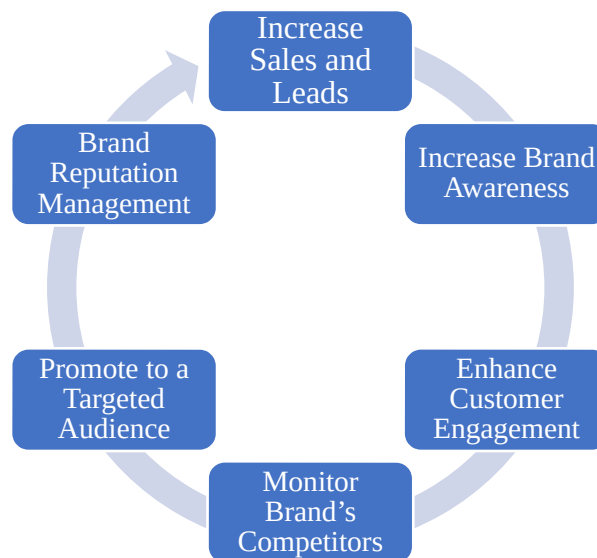 Increase
Sales and
Leads
Increase Brand
Awareness
Enhance
Customer
Engagement
Monitor
Brand’s
Competitors
Promote to a
Targeted
Audience
Brand
Reputation
Management